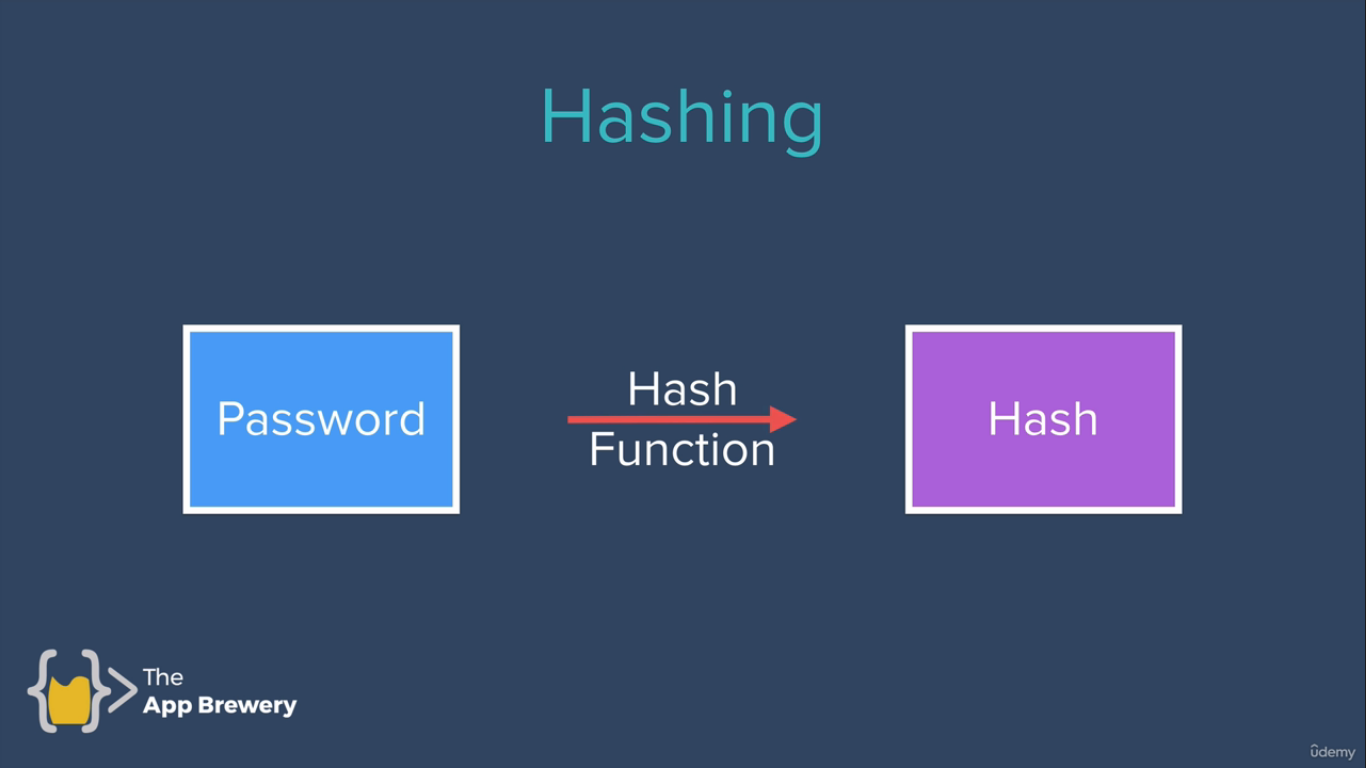 Hashing
Password
Hash
Function
Hash
The
App Brewery
ûdemy